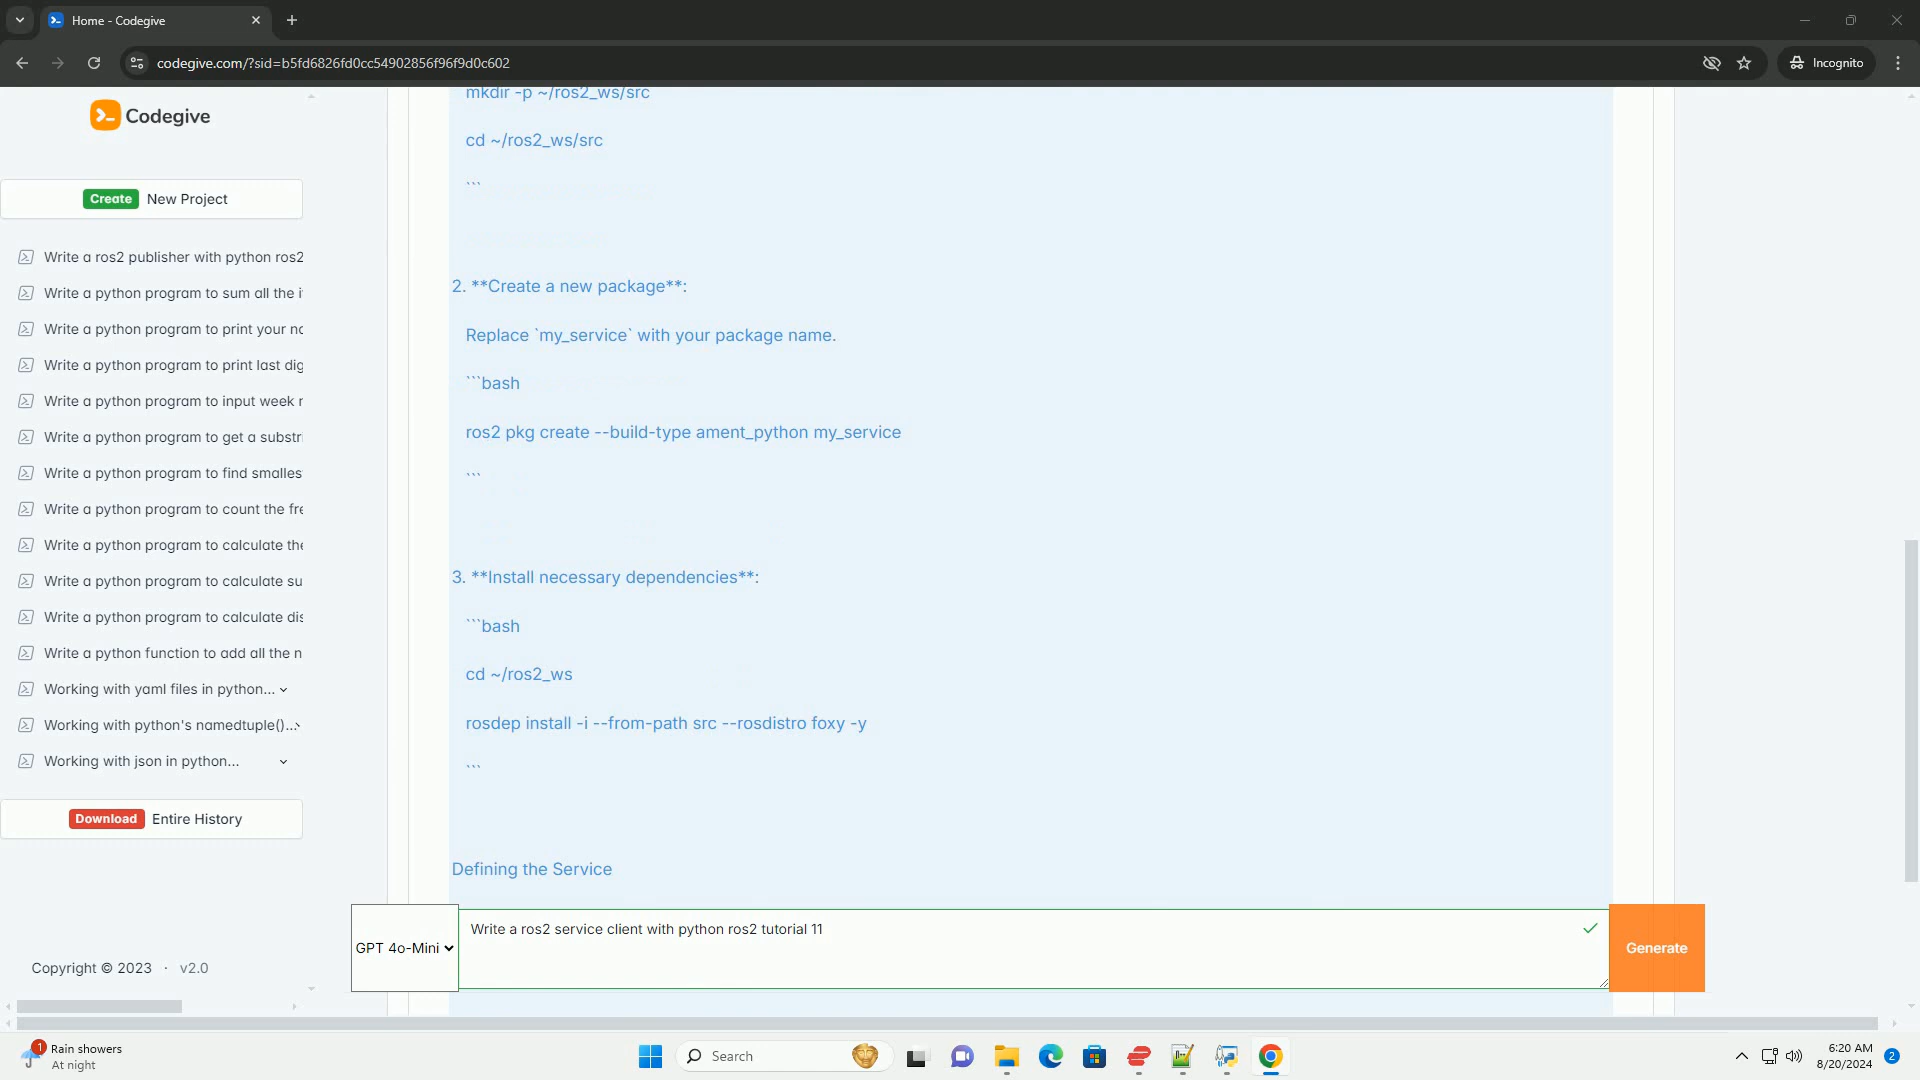 Home - Codegive
codegive.com/?sid=b5fd6826fd0cc54902856f96f9d0c602
Incognito
Codegive
Create New Project
Write a ros2 publisher with python ros2
Write a python program to sum all the i
Write a python program to print your na
Write a python program to print last dig
Write a python program to input week r
Write a python program to get a substri
Write a python program to find smalles
Write a python program to count the fre
Write a python program to calculate the
Write a python program to calculate su
Write a python program to calculate dis
Write a python function to add all the n
Working with yaml files in python...
Working with python's namedtuple()...
Working with json in python...
Download Entire History
Copyright © 2023 · v2.0
mkdir -p ~/ros2_ws/src
cd ~/ros2_ws/src
```
2. **Create a new package**:
Replace `my_service` with your package name.
```bash
ros2 pkg create --build-type ament_python my_service
```
3. **Install necessary dependencies**:
```bash
cd ~/ros2_ws
rosdep install -i --from-path src --rosdistro foxy -y
```
Defining the Service
GPT 4o-Mini
Write a ros2 service client with python ros2 tutorial 11
Generate
1
Rain showers
At night
Search
6:20 AM
8/20/2024
2